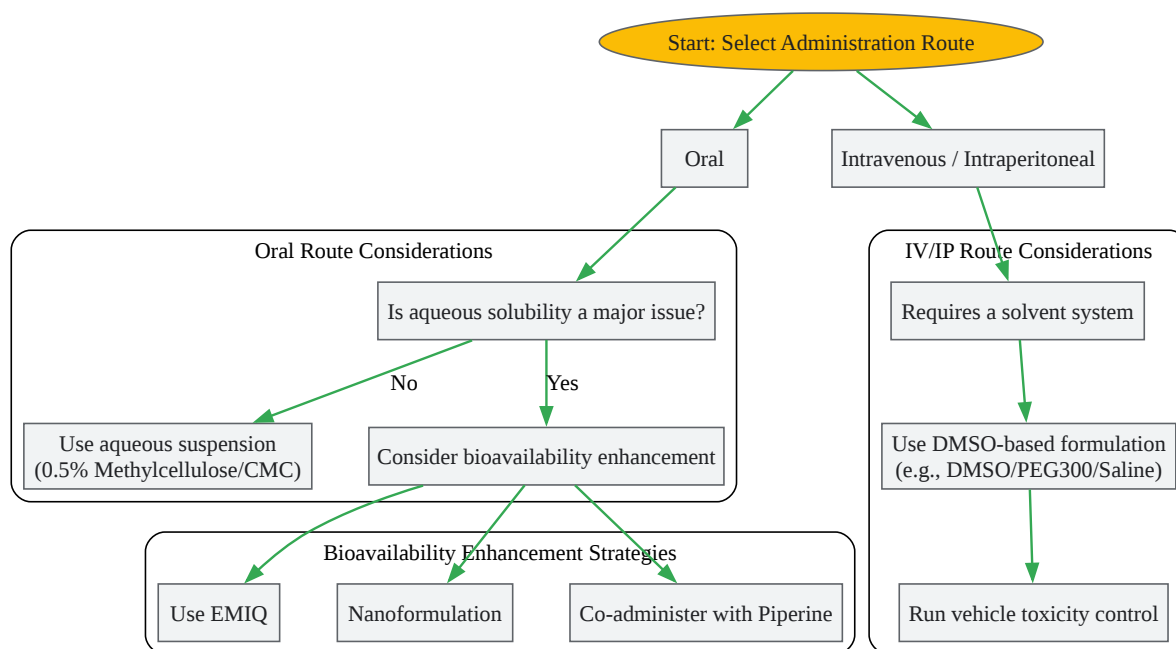 Start: Select Administration Route
Oral
Intravenous / Intraperitoneal
Oral Route Considerations
IV/IP Route Considerations
Is aqueous solubility a major issue?
Requires a solvent system
No
Yes
Use aqueous suspension
(0.5% Methylcellulose/CMC)
Consider bioavailability enhancement
Use DMSO-based formulation
(e.g., DMSO/PEG300/Saline)
Bioavailability Enhancement Strategies
Use EMIQ
Nanoformulation
Co-administer with Piperine
Run vehicle toxicity control